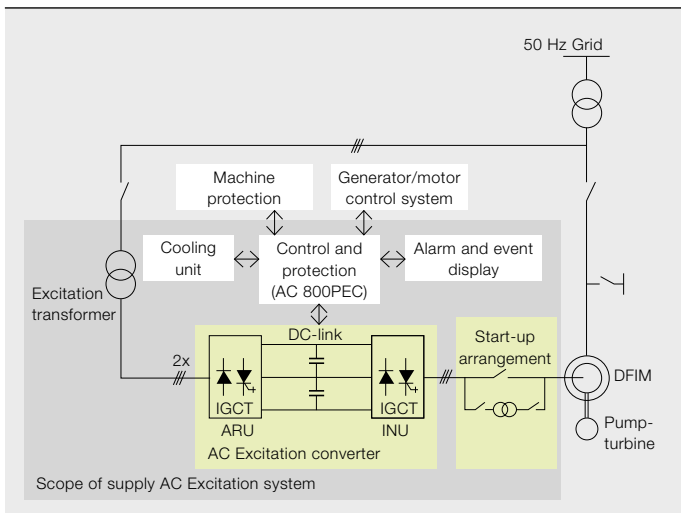 50 Hz Grid
Machine
protection
Generator/motor
control system
Cooling
unit
Control and
protection
(AC 800PEC)
Alarm and event
display
Excitation
transformer
DC-link
Start-up
arrangement
2x
IGCT
IGCT
DFIM
ARU
INU
Pump-
turbine
AC Excitation converter
Scope of supply AC Excitation system